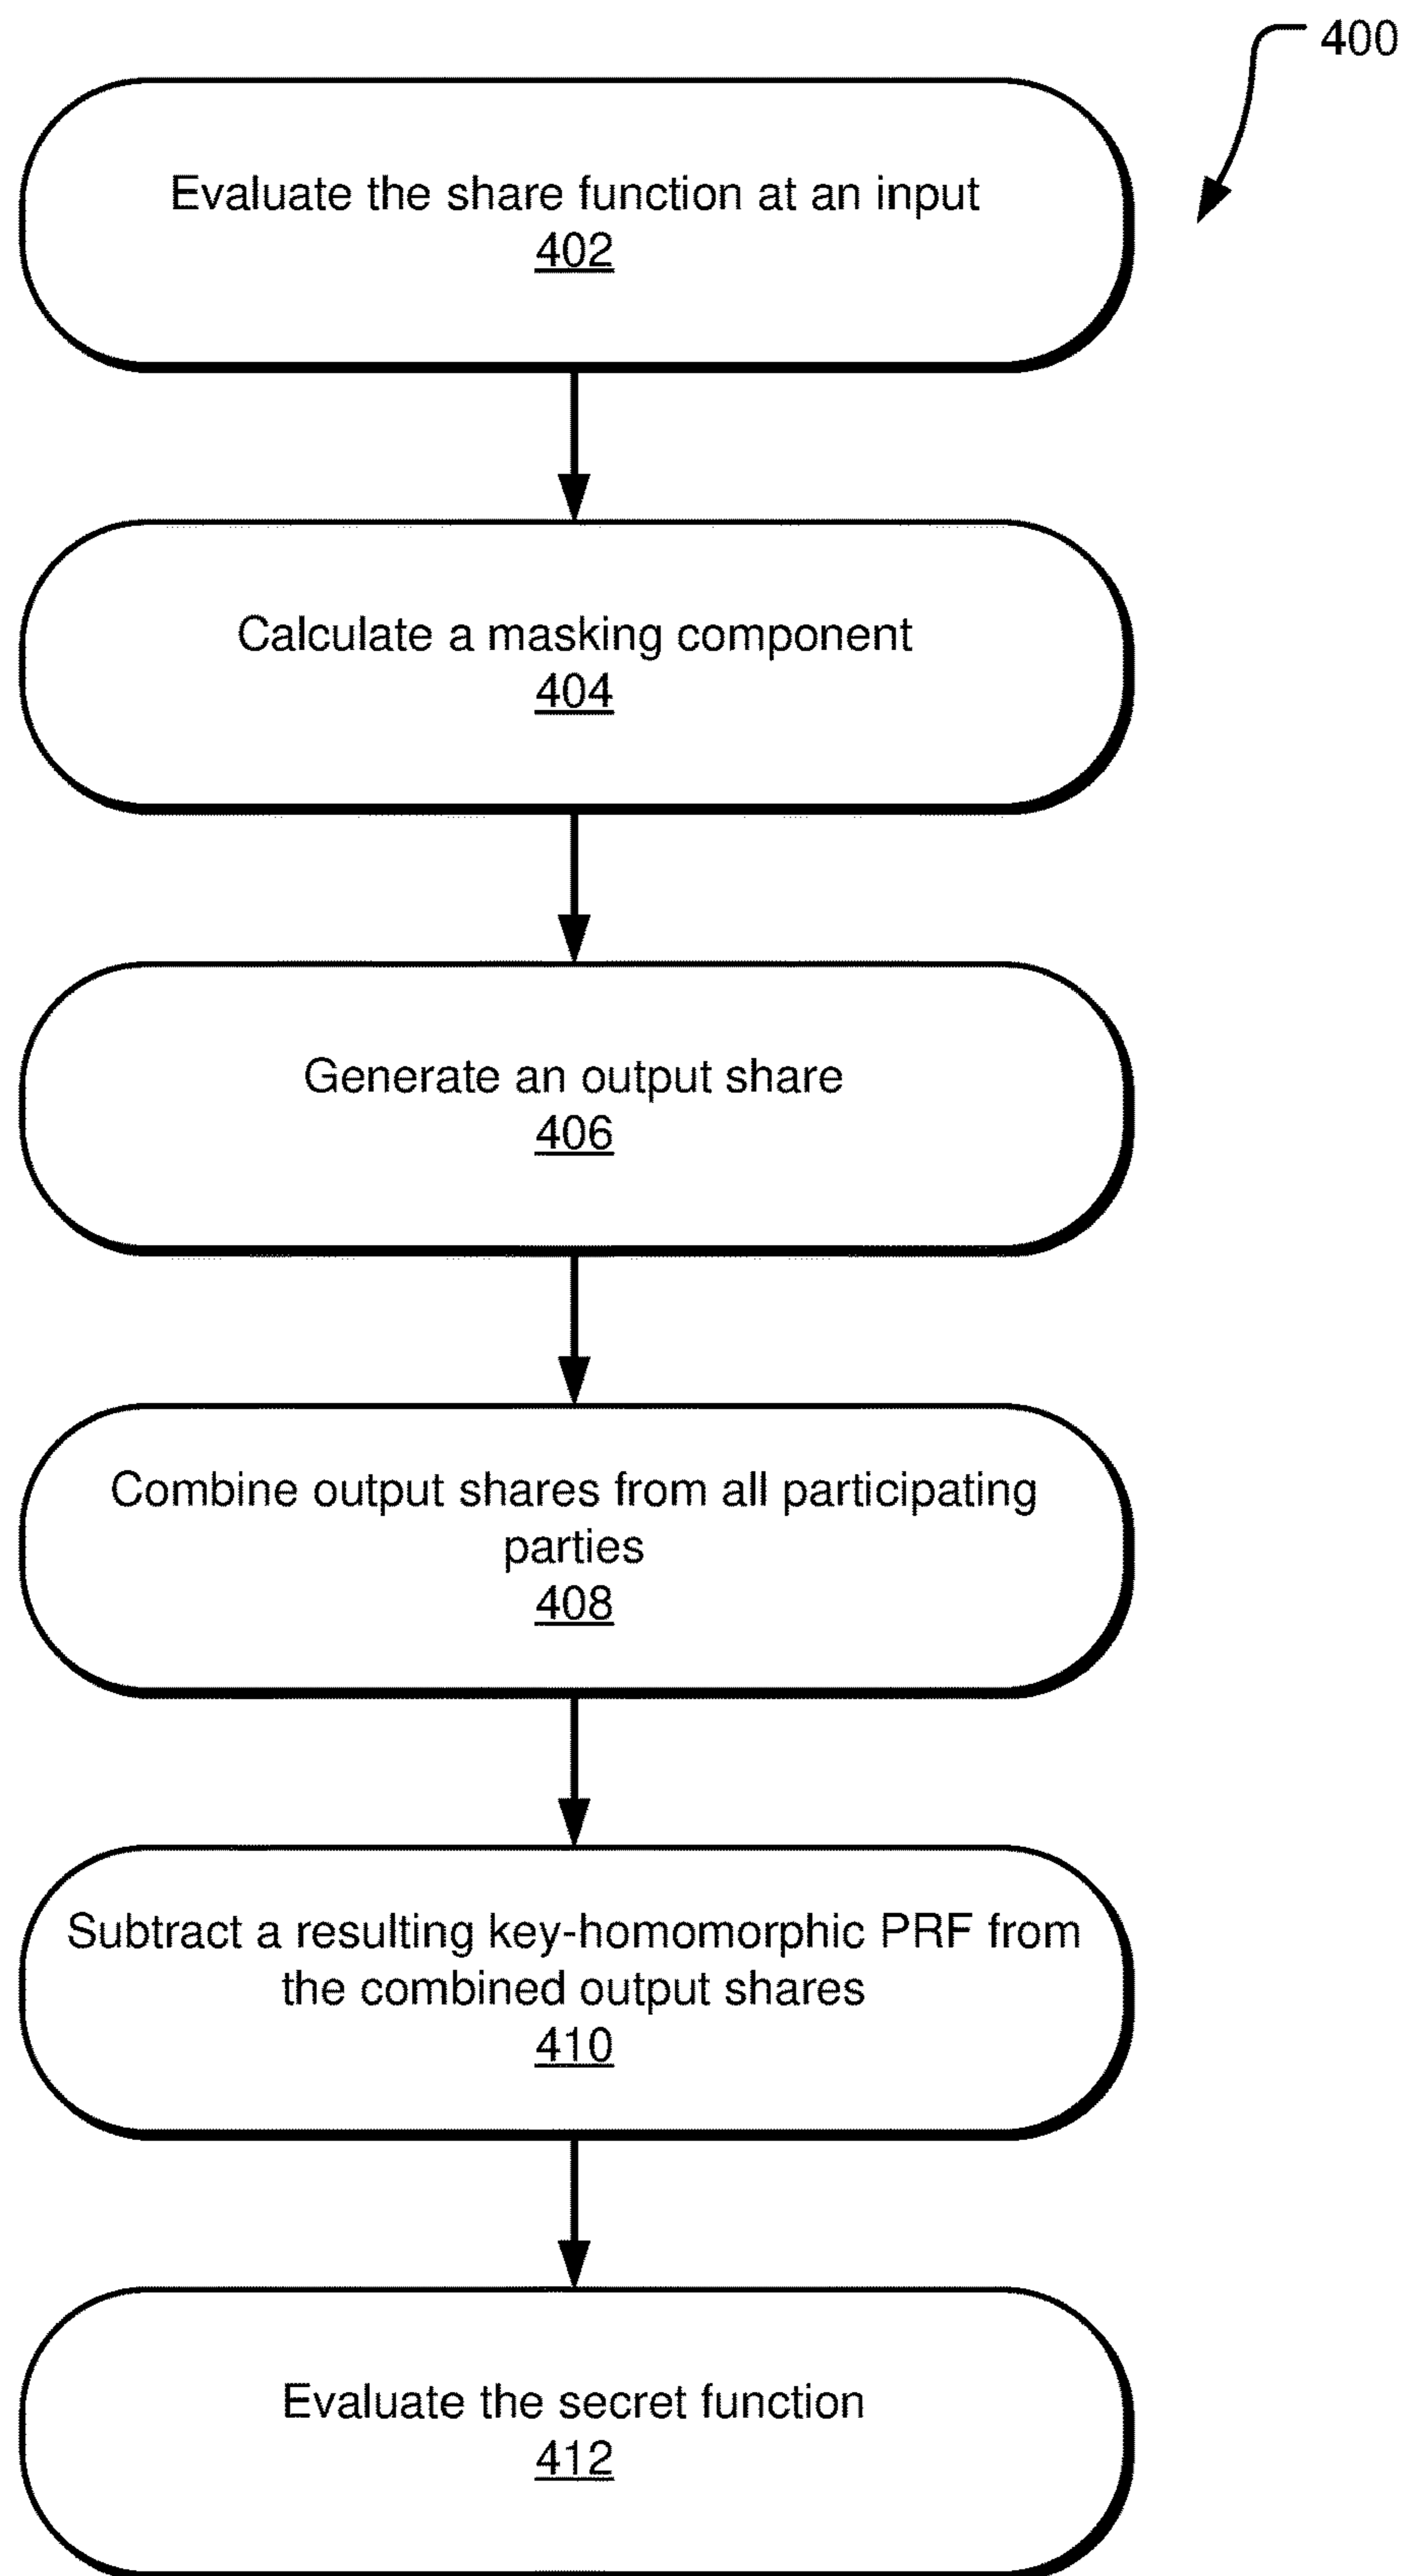 400
Evaluate the share function at an input
402
Calculate a masking component
404
Generate an output share
406
Combine output shares from all participating
parties
408
Subtract a resulting key-homomorphic PRF from
the combined output shares
410
Evaluate the secret function
412